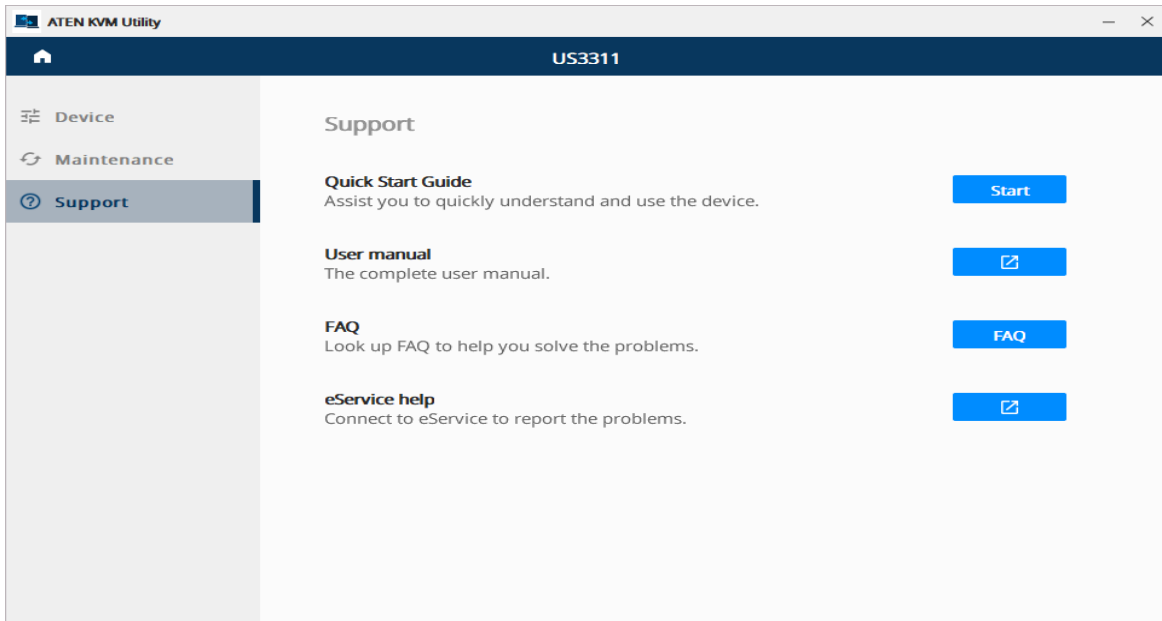 ATEN KVM Utility
US3311
Device
Maintenance
Support
Support
Quick Start Guide
Assist you to quickly understand and use the device.
Start
User manual
The complete user manual.
FAQ
Look up FAQ to help you solve the problems.
FAQ
eService help
Connect to eService to report the problems.